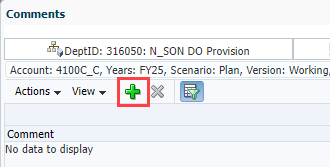 Comments
DeptID: 316050: N_SON DO Provision
Account: 4100C_C, Years: FY25, Scenario: Plan, Version: Working,
Actions View
Comment
No data to display